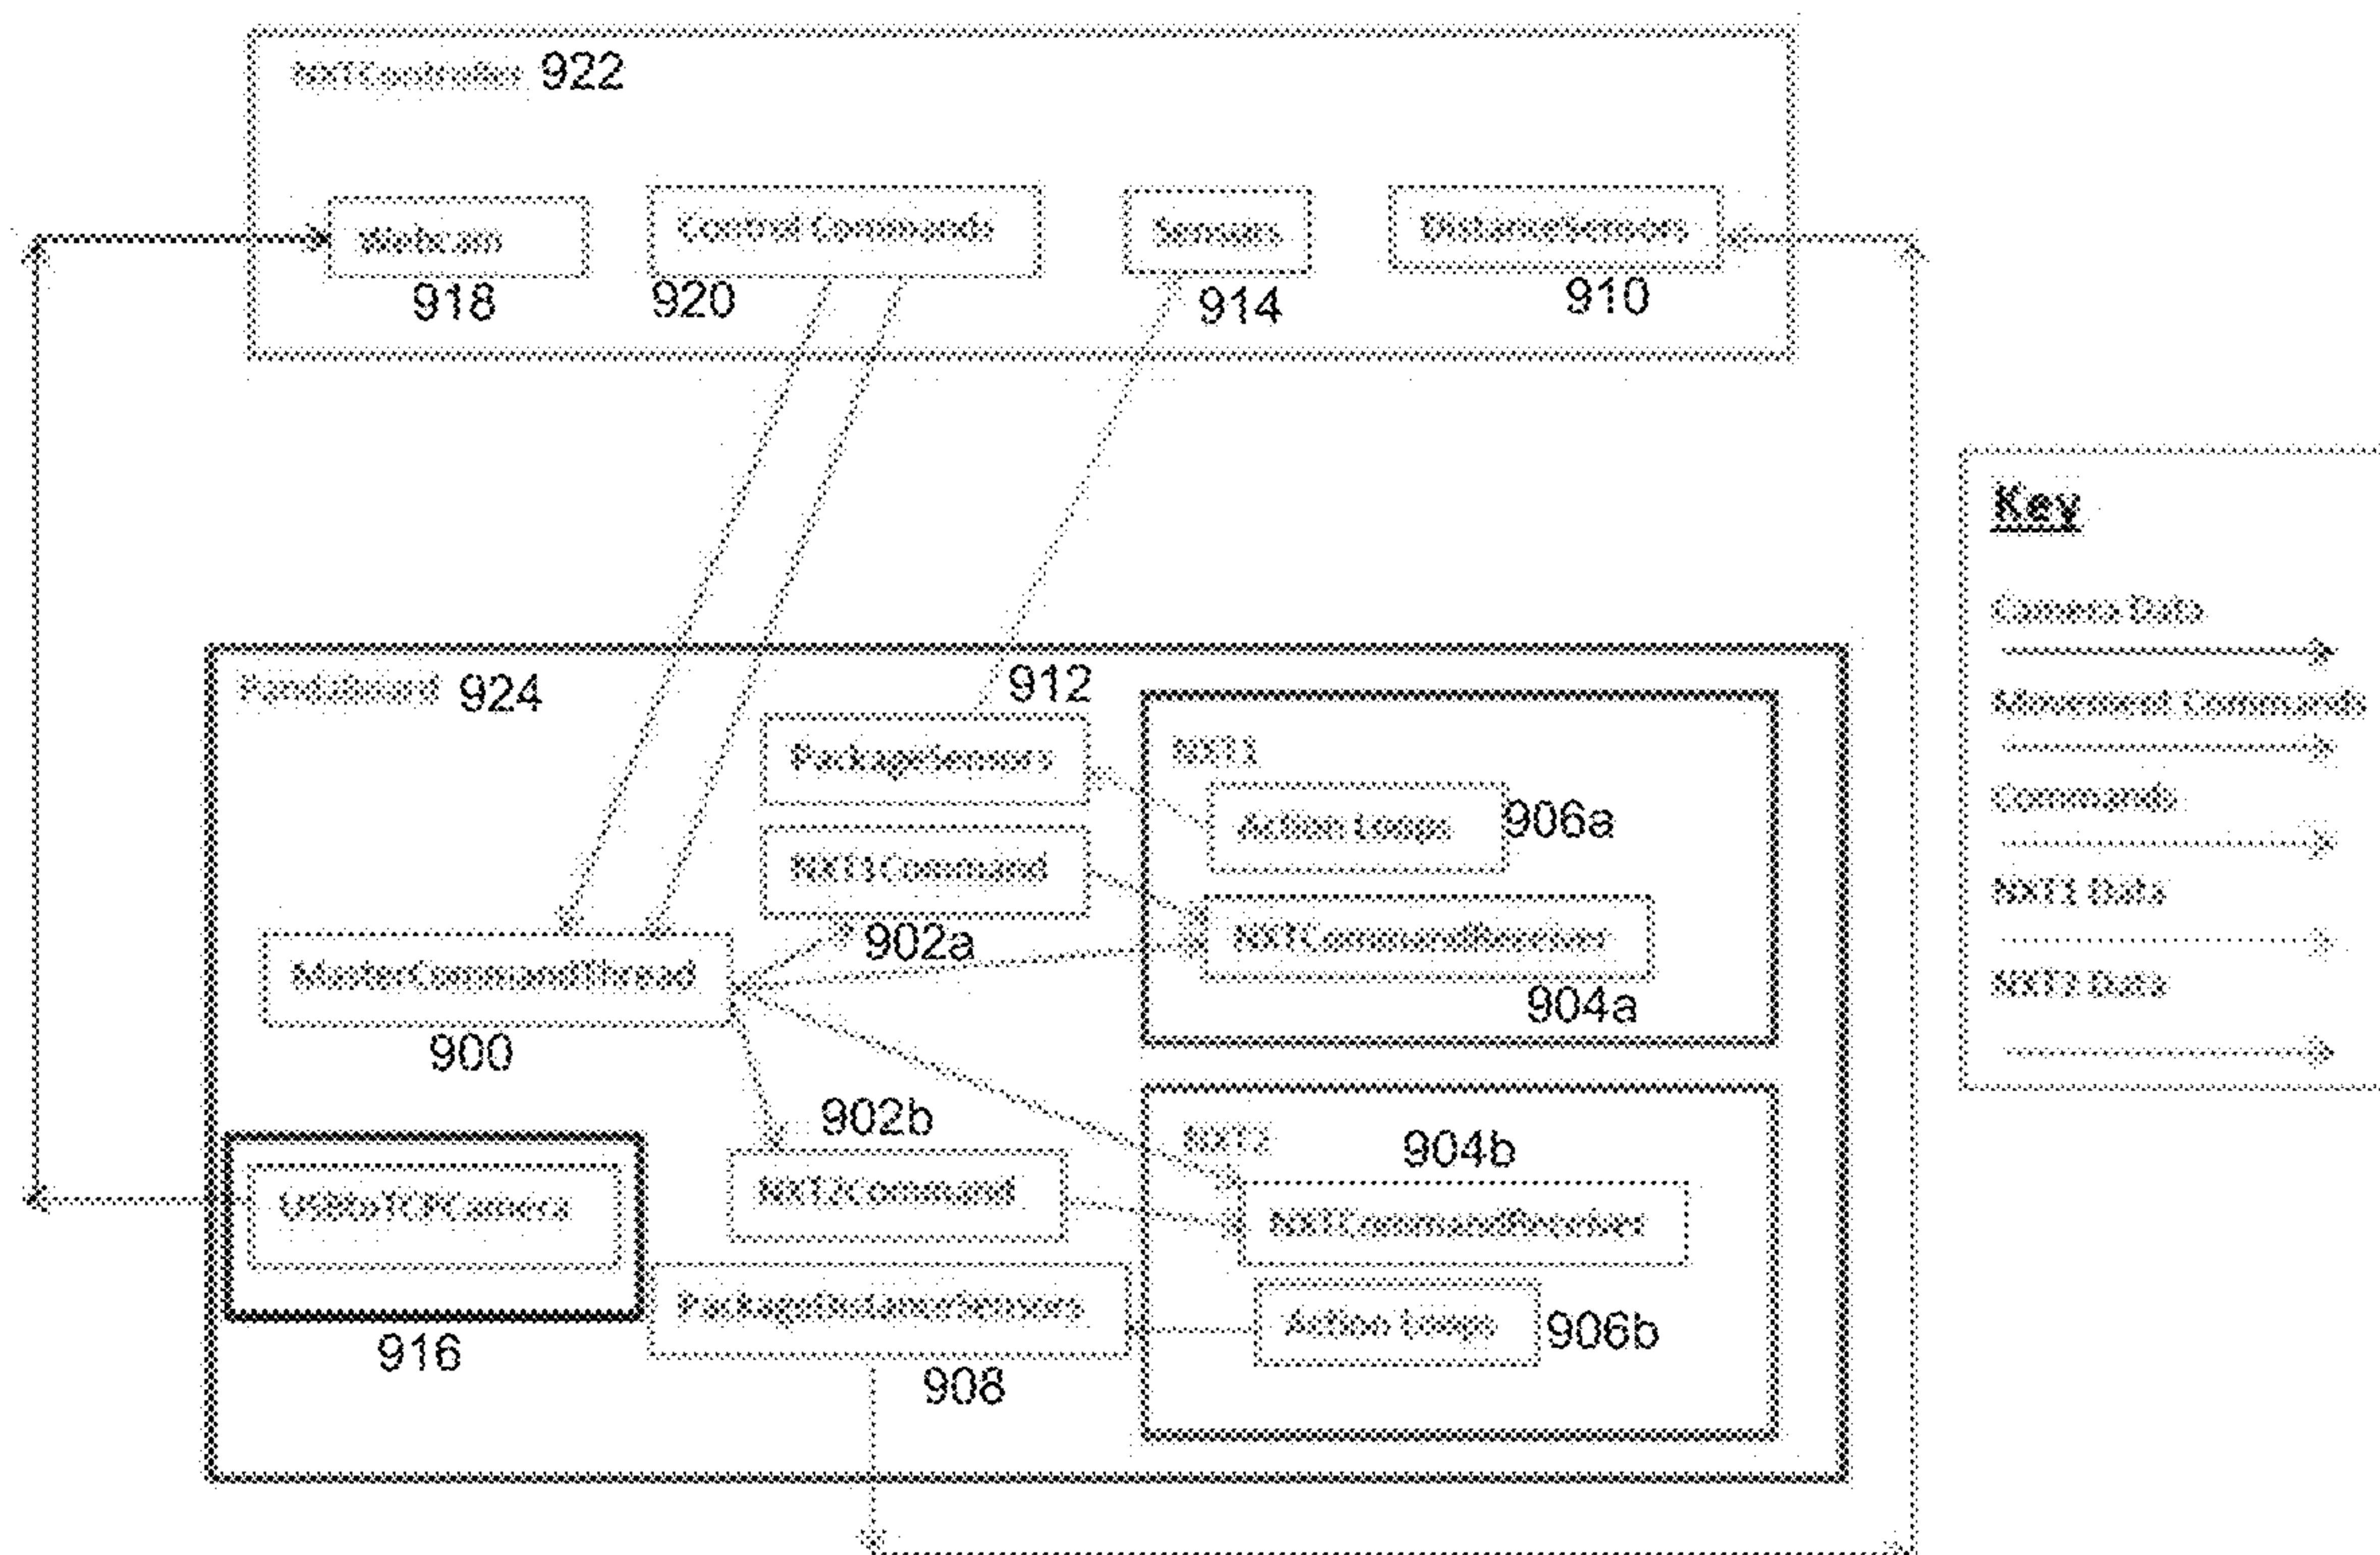 NXTController 922
Webcam
918
Control Commands
920
Sensors
914
DistanceSensors
910
Key
Camera Data
Movement Commands
Commands
NXT1 Data
NXT2 Data
Pandaboard 924
912
PackageSensors
NXT1Command
902a
MasterCommandThread
900
NXT1
Action Loops 906a
NXTCommandReceiver
904a
902b
NXT2Command
USBtoTCPCamera
916
PackageDistanceSensors
908
NXT2
904b
NXTCommandReceiver
Action Loops 906b